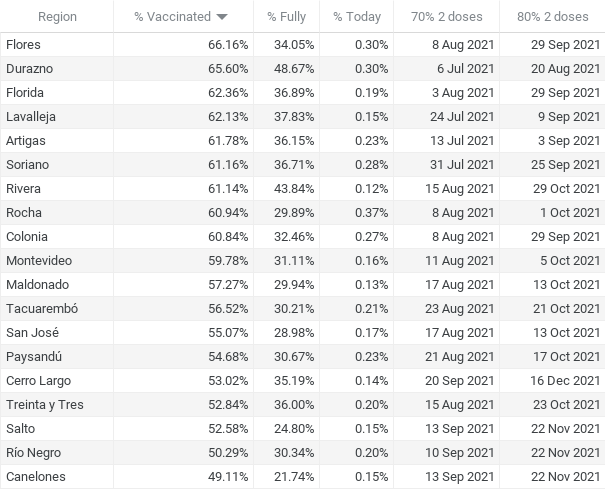 Region % Vaccinated % Fully % Today 70% 2 doses 80% 2 doses
Flores 66.16% 34.05% 0.30% 8 Aug 2021 29 Sep 2021
Durazno 65.60% 48.67% 0.30% 6 Jul 2021 20 Aug 2021
Florida 62.36% 36.89% 0.19% 3 Aug 2021 29 Sep 2021
Lavalleja 62.13% 37.83% 0.15% 24 Jul 2021 9 Sep 2021
Artigas 61.78% 36.15% 0.23% 13 Jul 2021 3 Sep 2021
Soriano 61.16% 36.71% 0.28% 31 Jul 2021 25 Sep 2021
Rivera 61.14% 43.84% 0.12% 15 Aug 2021 29 Oct 2021
Rocha 60.94% 29.89% 0.37% 8 Aug 2021 1 Oct 2021
Colonia 60.84% 32.46% 0.27% 8 Aug 2021 29 Sep 2021
Montevideo 59.78% 31.11% 0.16% 11 Aug 2021 5 Oct 2021
Maldonado 57.27% 29.94% 0.13% 17 Aug 2021 13 Oct 2021
Tacuarembó 56.52% 30.21% 0.21% 23 Aug 2021 21 Oct 2021
San José 55.07% 28.98% 0.17% 17 Aug 2021 13 Oct 2021
Paysandú 54.68% 30.67% 0.23% 21 Aug 2021 17 Oct 2021
Cerro Largo 53.02% 35.19% 0.14% 20 Sep 2021 16 Dec 2021
Treinta y Tres 52.84% 36.00% 0.20% 15 Aug 2021 23 Oct 2021
Salto 52.58% 24.80% 0.15% 13 Sep 2021 22 Nov 2021
Río Negro 50.29% 30.34% 0.20% 10 Sep 2021 22 Nov 2021
Canelones 49.11% 21.74% 0.15% 13 Sep 2021 22 Nov 2021